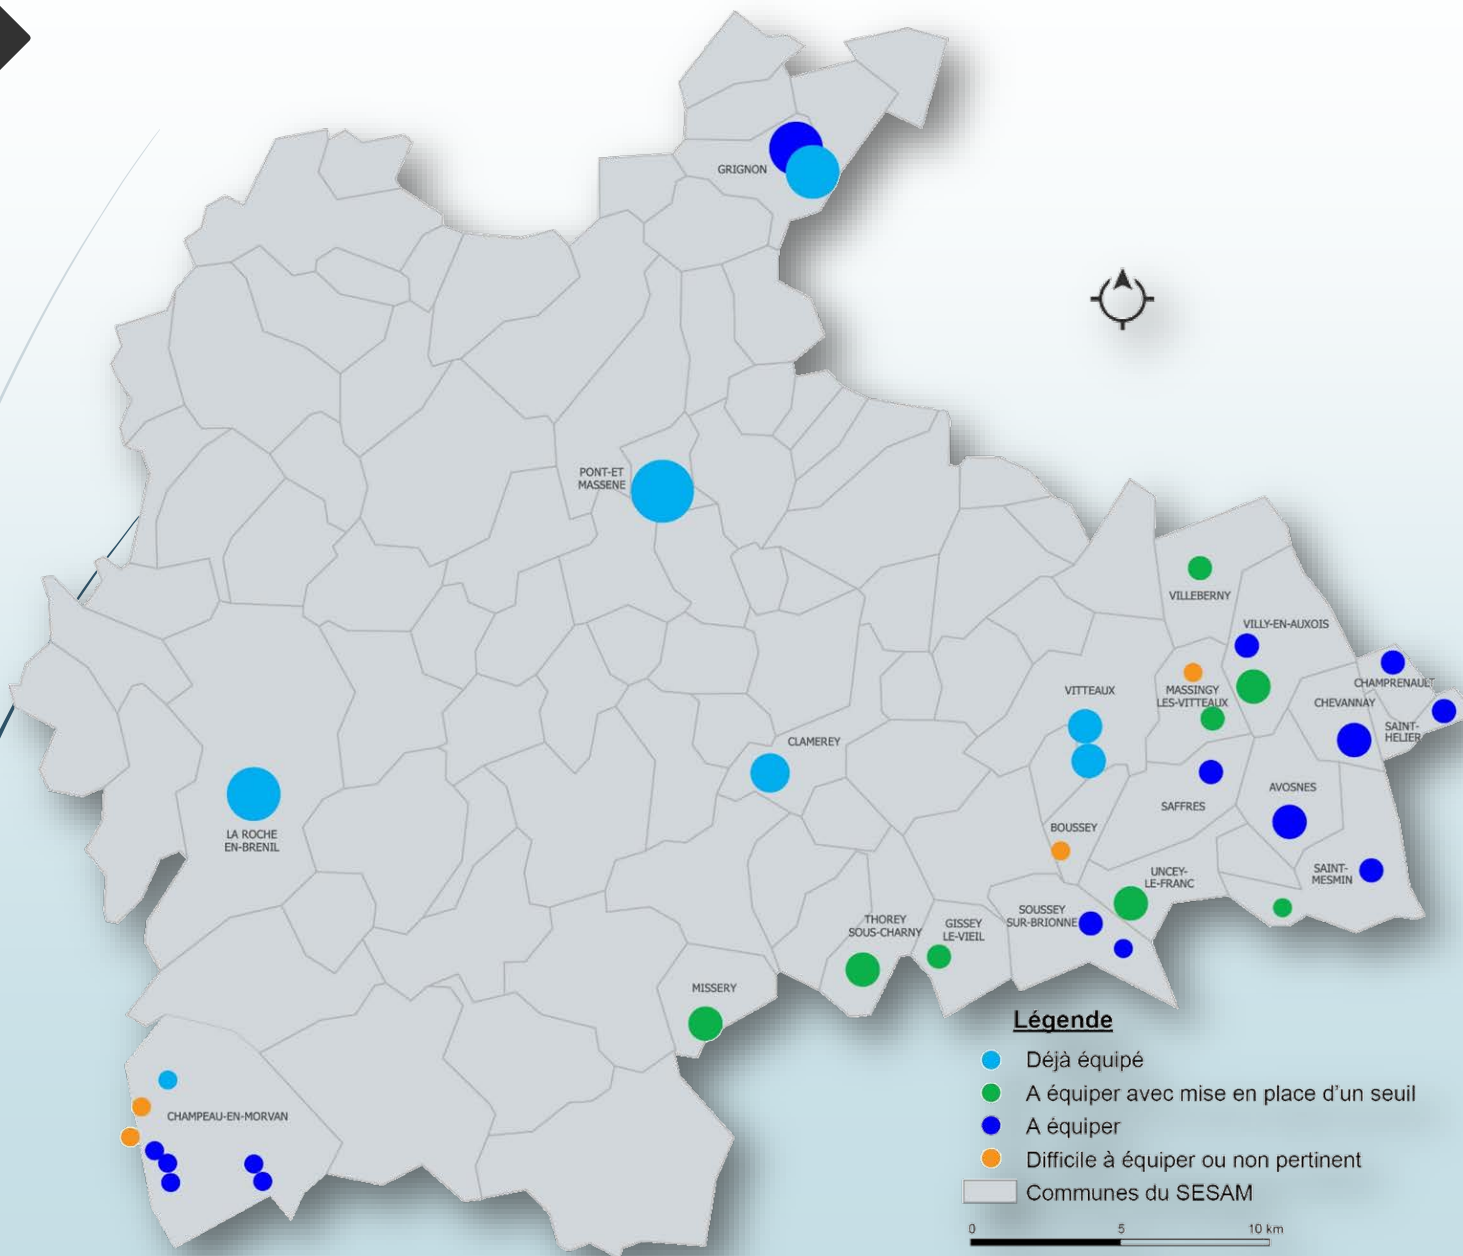 GRIGNON
PONT-ET
MASSENE
VILLEBERNY
VILLY-EN-AUXOIS
CHAMPRENAULT
VITTEAUX
MASSINGY
LES-VITTEAUX
CHEVANNAY
SAINT-
HELIER
CLAMEREY
AVOSNES
SAFFRES
LA ROCHE
EN-BRENIL
BOUSSEY
UNCEY-
LE-FRANC
SAINT-
MESMIN
SOUSSEY
SUR-BRIONNE
THOREY
SOUS-CHARNY
GISSEY
LE-VIEIL
MISSERY
CHAMPEAU-EN-MORVAN
Légende
Déjà équipé
A équiper avec mise en place d'un seuil
A équiper
Difficile à équiper ou non pertinent
Communes du SESAM
0 5 10 km